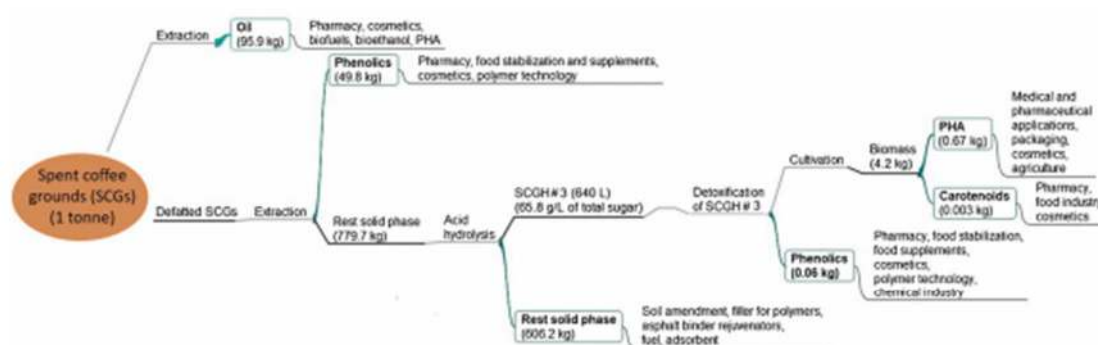 Spent coffee
grounds (SCGs)
(1 tonne)
Extraction
Oil
(95.9 kg)
Pharmacy, cosmetics,
biofuels, bioethanol, PHA
Defatted SCGs
Extraction
Phenolics
(49.8 kg)
Pharmacy, food stabilization and supplements,
cosmetics, polymer technology
Rest solid phase
(779.7 kg)
Acid
hydrolysis
SCGH # 3 (640 L)
(65.8 g/L of total sugar)
Detoxification
of SCGH # 3
Cultivation
Biomass
(4.2 kg)
PHA
(0.67 kg)
Medical and
pharmaceutical
applications,
packaging,
cosmetics,
agriculture
Carotenoids
(0.003 kg)
Pharmacy,
food industry
cosmetics
Phenolics
(0.06 kg)
Pharmacy, food stabilization,
food supplements,
cosmetics,
polymer technology,
chemical industry
Rest solid phase
(606.2 kg)
Soil amendment, filler for polymers,
asphalt binder rejuvenators,
fuel, adsorbent